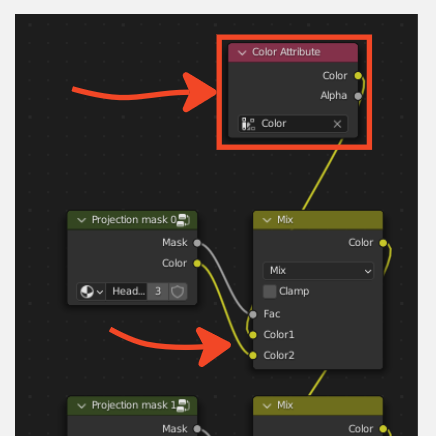 Color Attribute
Color
Alpha
Color
Projection mask 0
Mask
Color
Head... 3
Mix
Color
Mix
Clamp
Fac
Color1
Color2
Projection mask 1
Mask
Mix
Color